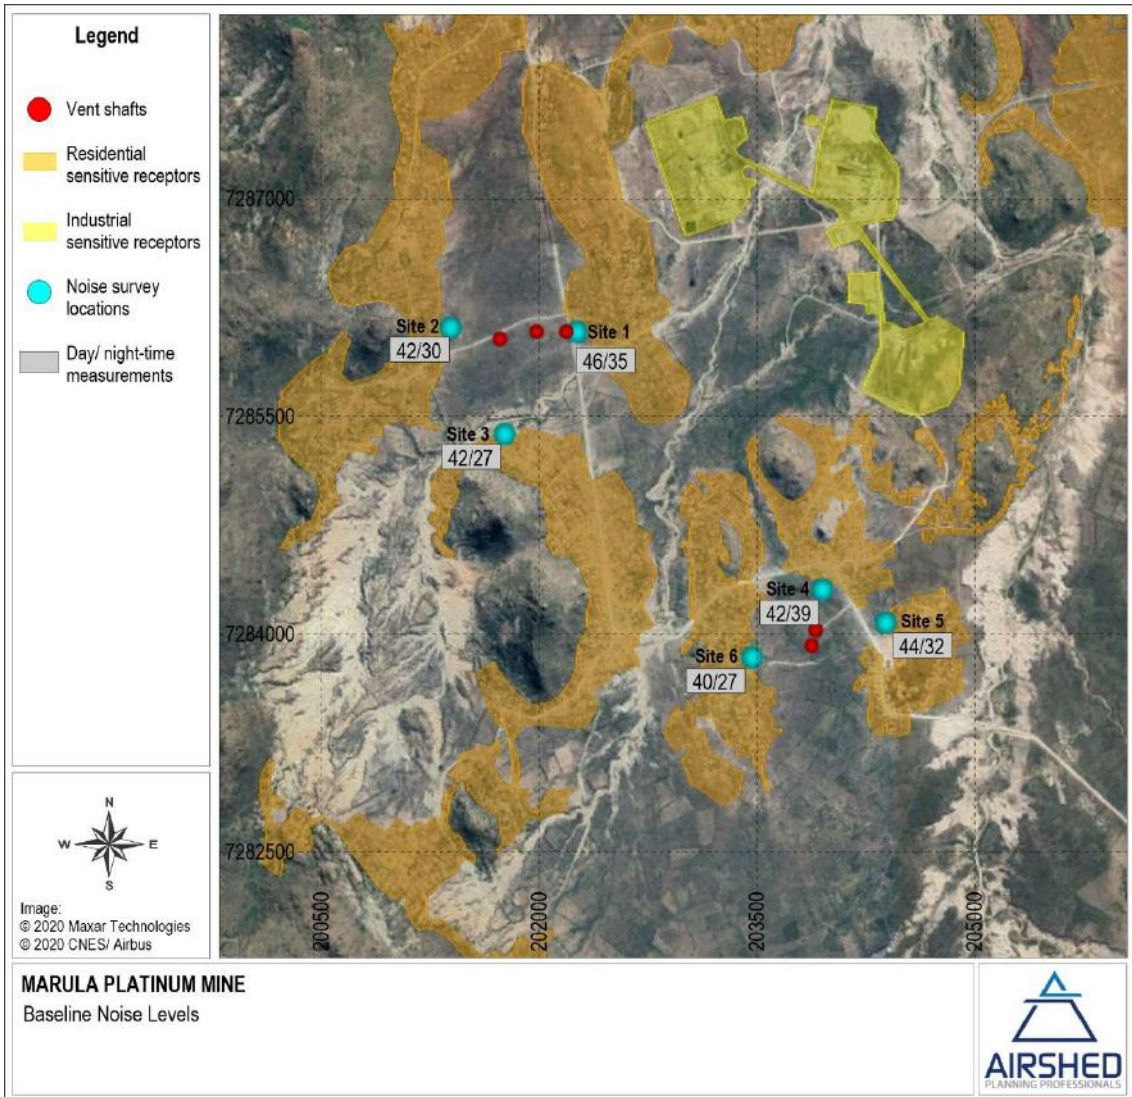 Legend
Vent shafts
Residential
sensitive receptors
Industrial
sensitive receptors
Noise survey
locations
Day/ night-time
measurements
N
W E
S
Image:
© 2020 Maxar Technologies
© 2020 CNES/ Airbus
7287000
Site 2
42/30
Site 1
46/35
7285500
Site 3
42/27
Site 4
42/39
Site 5
44/32
7284000
Site 6
40/27
7282500
200500
202000
203500
205000
MARULA PLATINUM MINE
Baseline Noise Levels
AIRSHED
PLANNING PROFESSIONALS